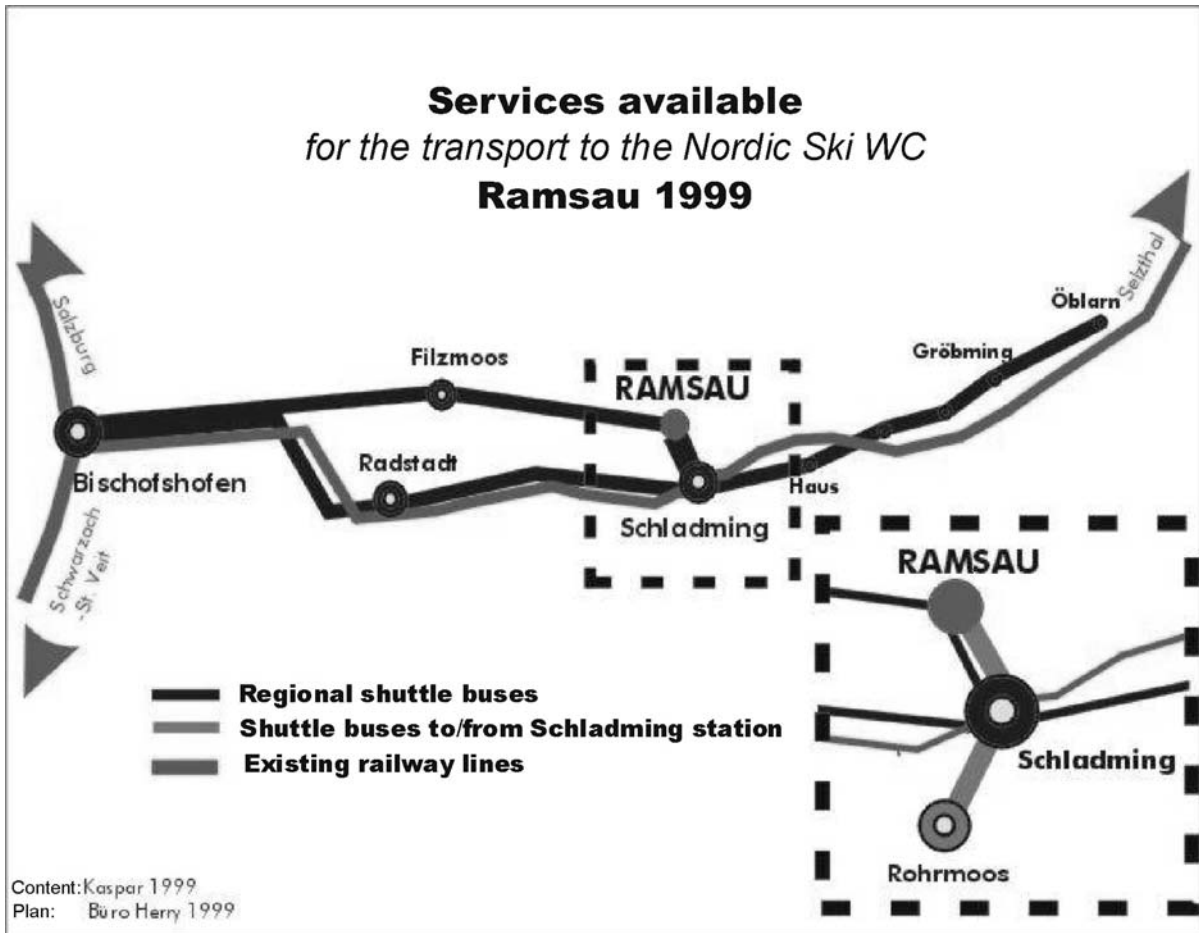 Services available
for the transport to the Nordic Ski WC
Ramsau 1999
Salzburg
Selzthal
Öblarn
Gröbming
Filzmoos
RAMSAU
Bischofshofen
Radstadt
Haus
Schladming
Schwarzach
-St. Veit
RAMSAU
Schladming
Rohrmoos
Regional shuttle buses
Shuttle buses to/from Schladming station
Existing railway lines
Content: Kaspar 1999
Plan: Büro Herry 1999